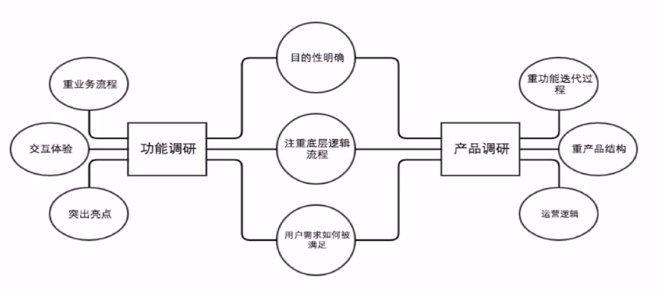 目的性明确
重业务流程
重功能迭代过
程
交互体验
功能调研
注重底层逻辑
流程
产品调研
重产品结构
突出亮点
用户需求如何被
满足
运营逻辑